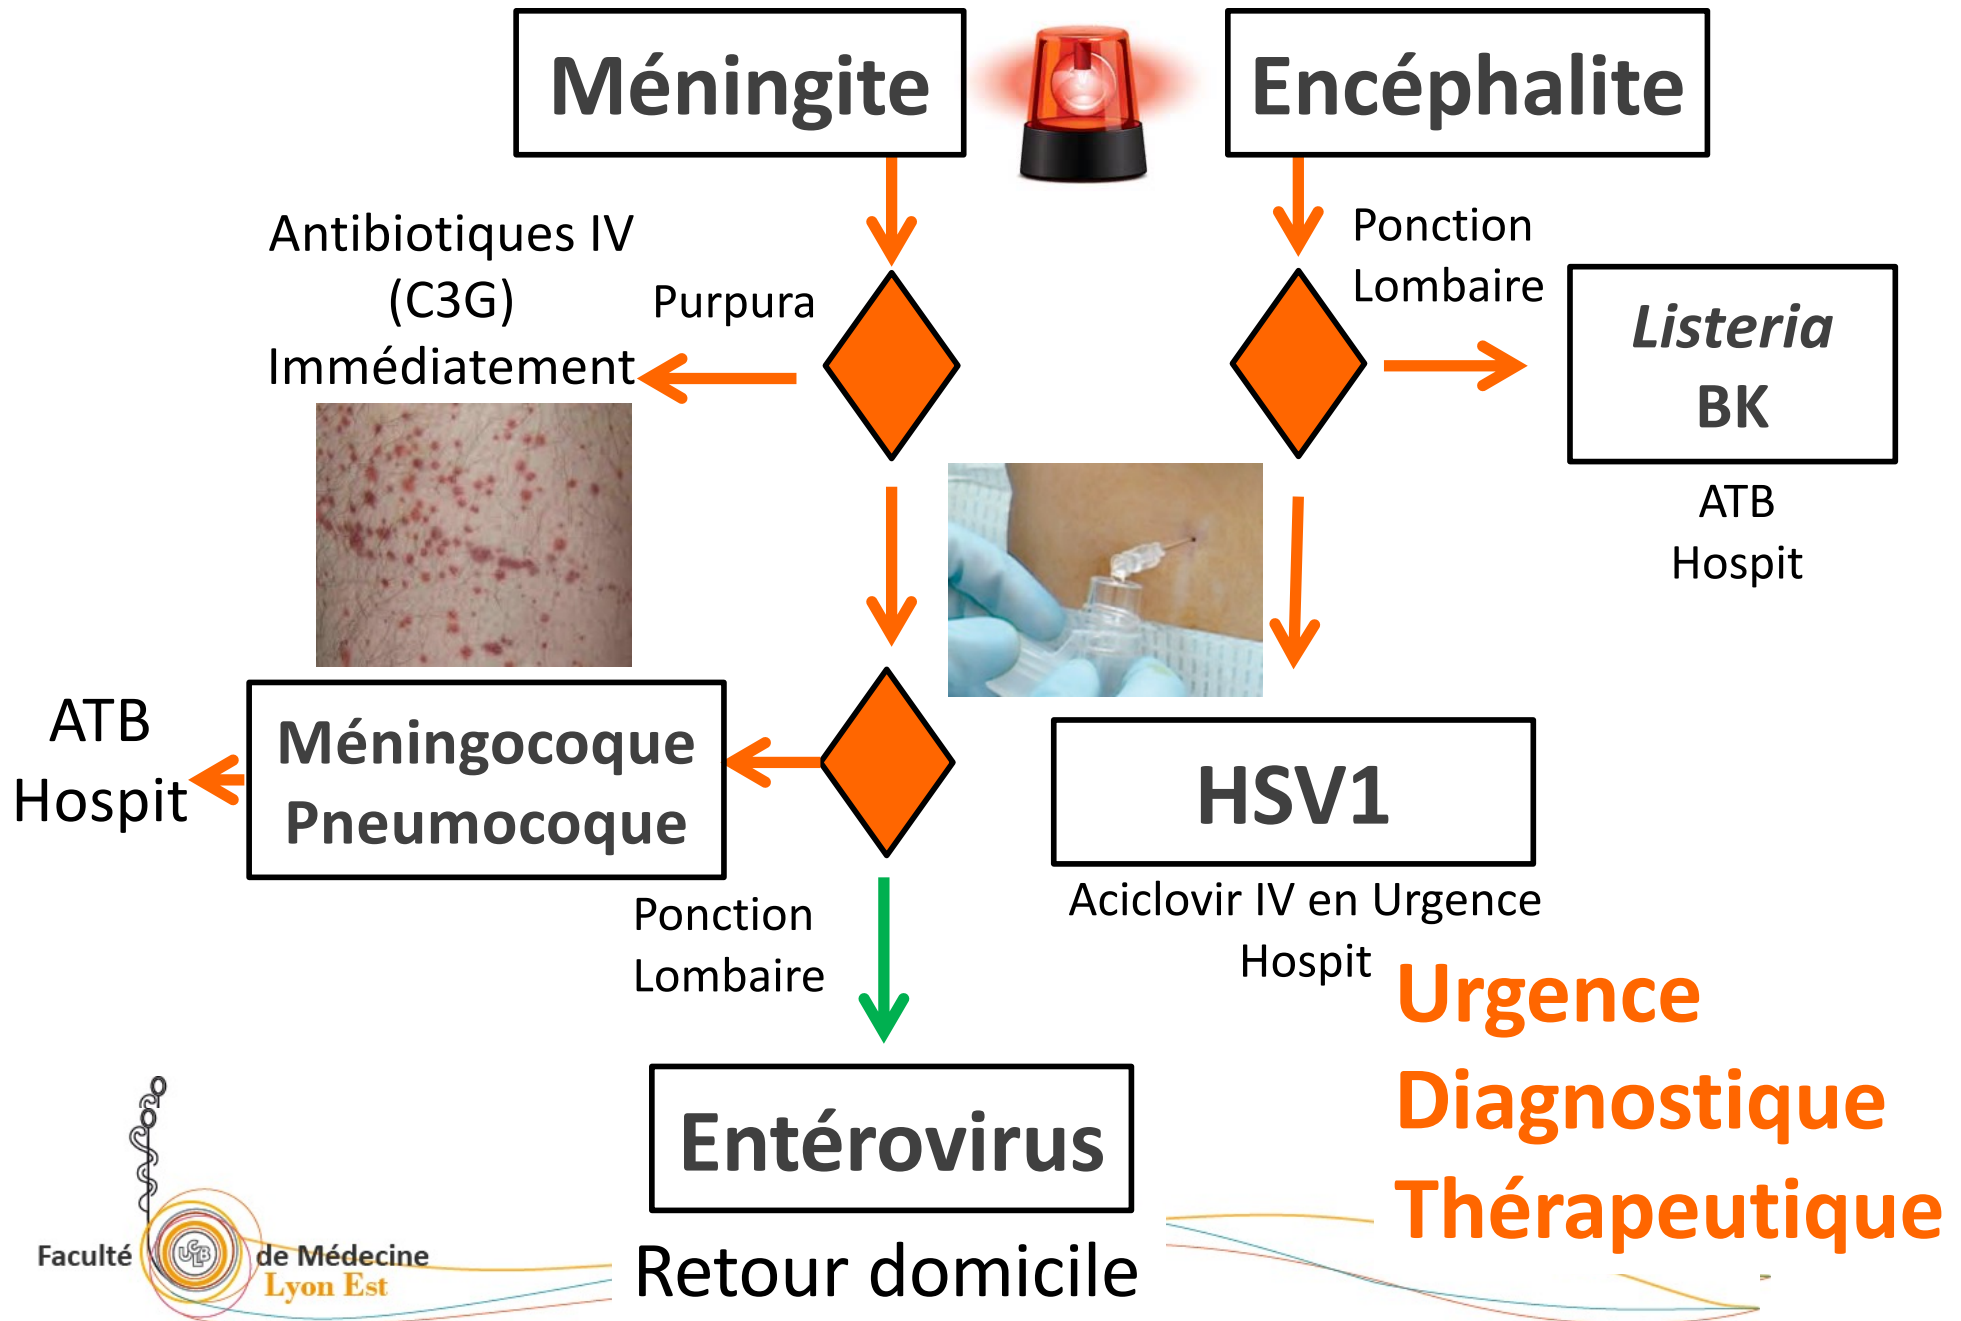 Méningite
Encéphalite
Antibiotiques IV
(C3G)
Immédiatement
Purpura
Ponction
Lombaire
Listeria
BK
ATB
Hospit
ATB
Hospit
Méningocoque
Pneumocoque
HSV1
Aciclovir IV en Urgence
Hospit
Ponction
Lombaire
Entérovirus
Retour domicile
Urgence
Diagnostique
Thérapeutique
Faculté de Médecine
Lyon Est
UCBL